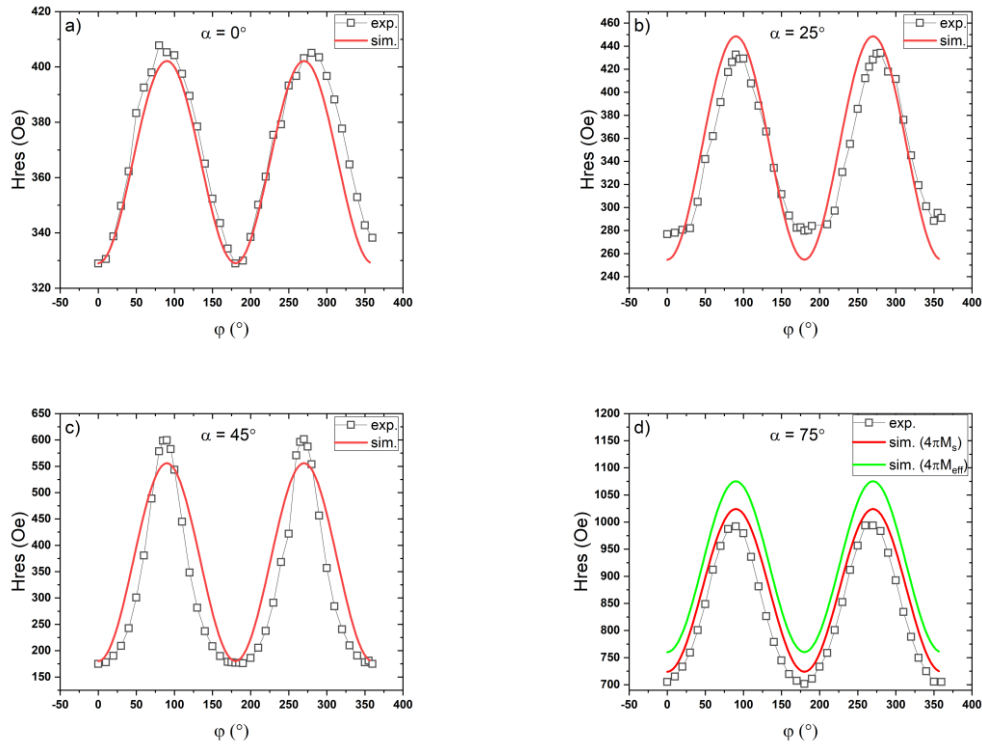 a)
α = 0°
exp.
sim.
Hres (Oe)
420
400
380
360
340
320
-50 0 50 100 150 200 250 300 350 400
φ (°)
b)
α = 25°
exp.
sim.
Hres (Oe)
460
440
420
400
380
360
340
320
300
280
260
240
-50 0 50 100 150 200 250 300 350 400
φ (°)
c)
α = 45°
exp.
sim.
Hres (Oe)
650
600
550
500
450
400
350
300
250
200
150
-50 0 50 100 150 200 250 300 350 400
φ (°)
d)
α = 75°
exp.
sim. (4πMs)
sim. (4πMeff)
Hres (Oe)
1200
1150
1100
1050
1000
950
900
850
800
750
700
-50 0 50 100 150 200 250 300 350 400
φ (°)